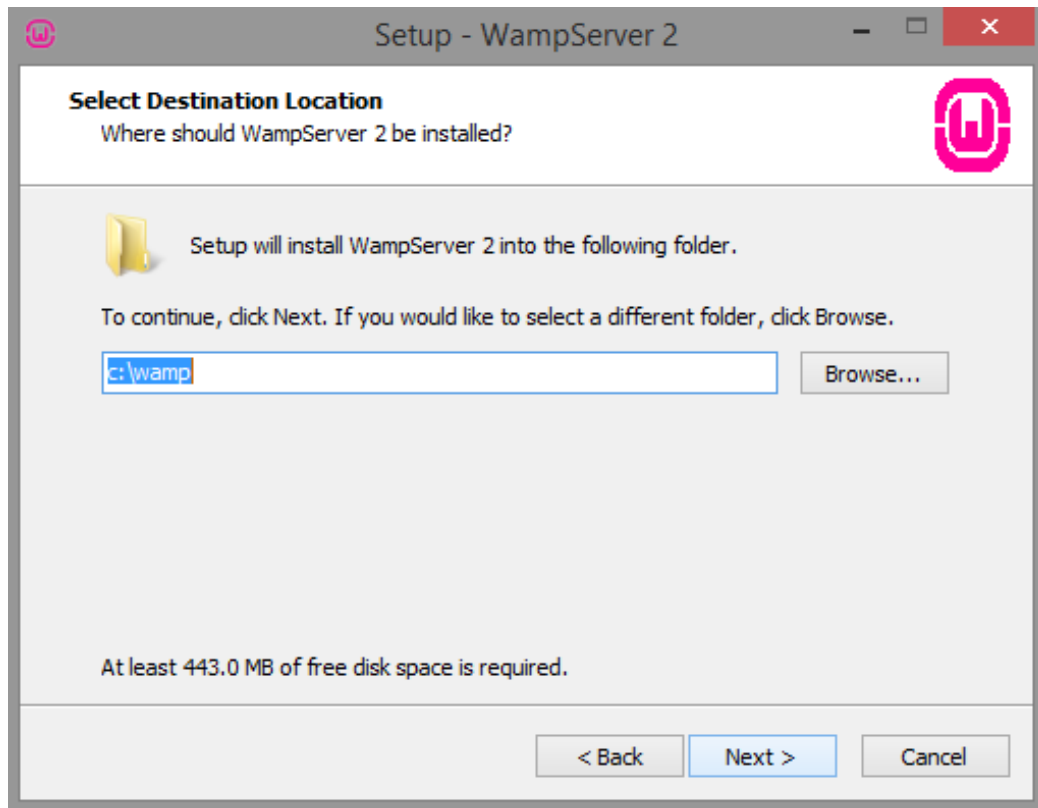 Setup - WampServer 2
Select Destination Location
Where should WampServer 2 be installed?
Setup will install WampServer 2 into the following folder.
To continue, click Next. If you would like to select a different folder, click Browse.
c:\wamp
Browse...
At least 443.0 MB of free disk space is required.
< Back
Next >
Cancel